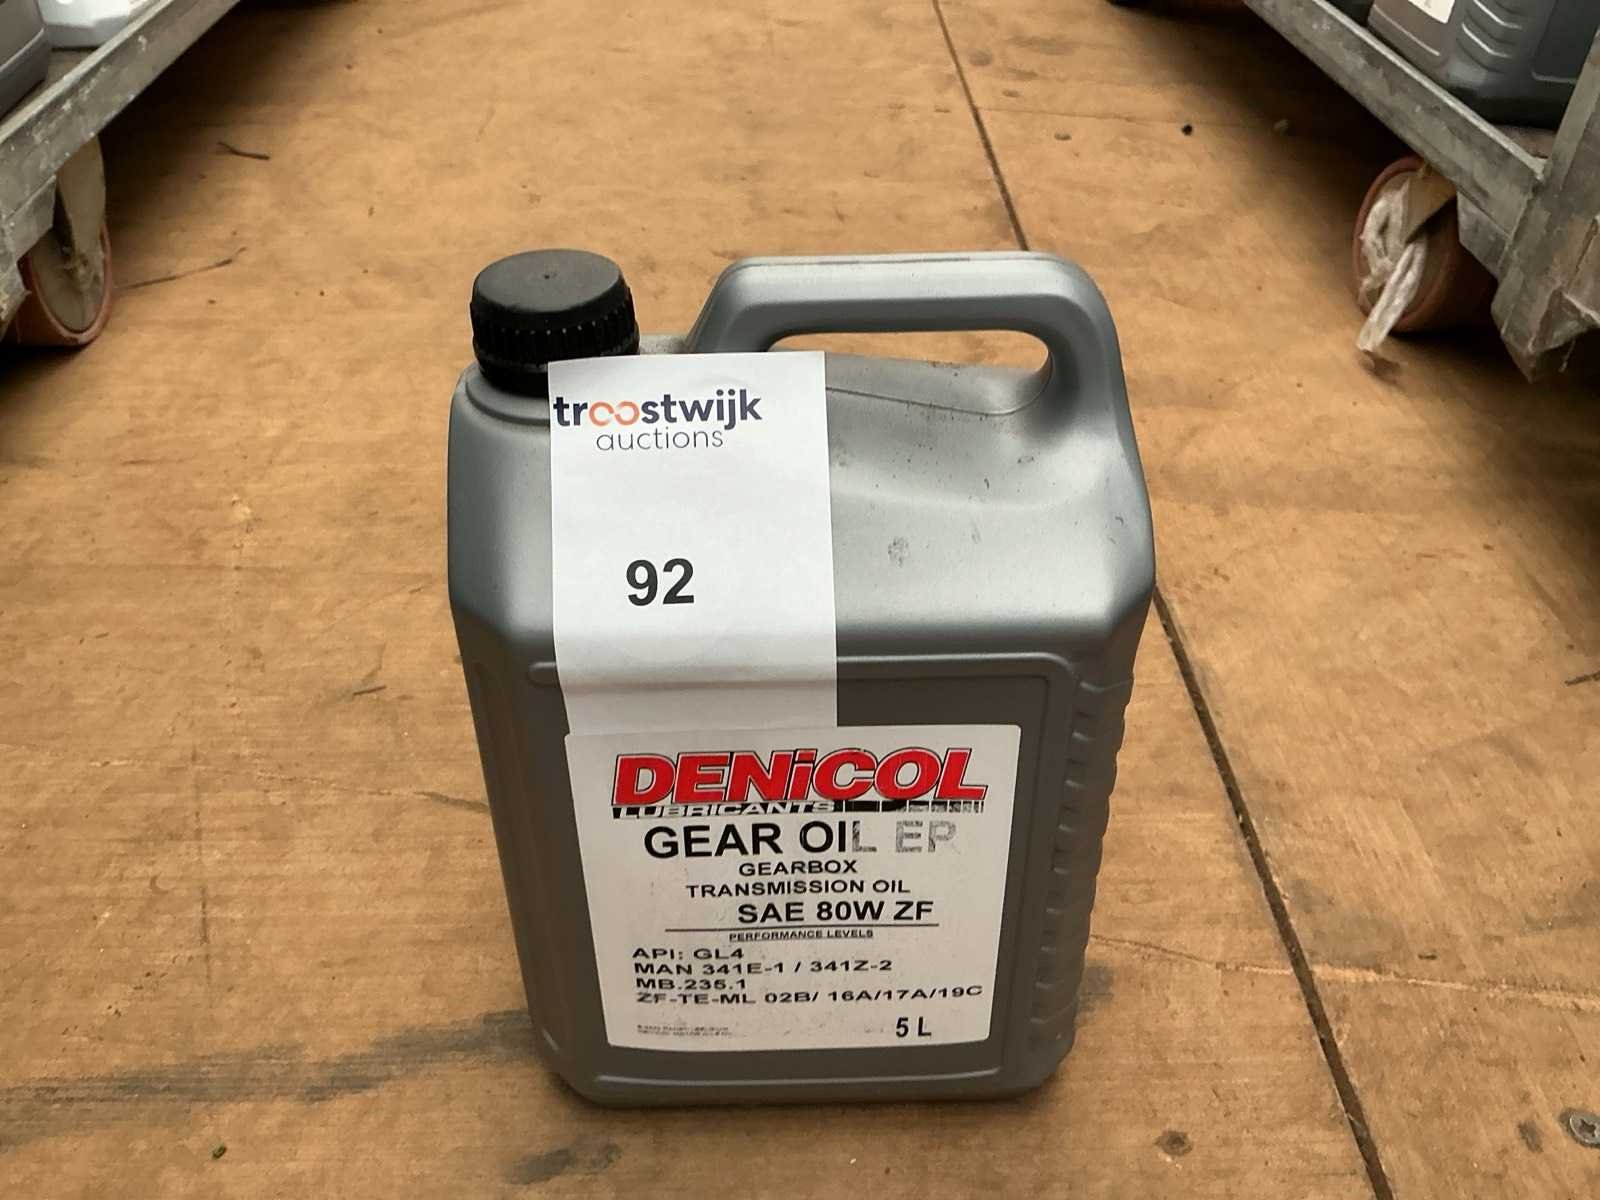 troostwijk
auctions
92
DENiCOL
LUBRICANTS
GEAR OIL EP
GEARBOX
TRANSMISSION OIL
SAE 80W ZF
PERFORMANCE LEVELS
API: GL4
MAN 341E-1 / 341Z-2
MB.235.1
ZF-TE-ML 02B/ 16A/17A/19C
5 L